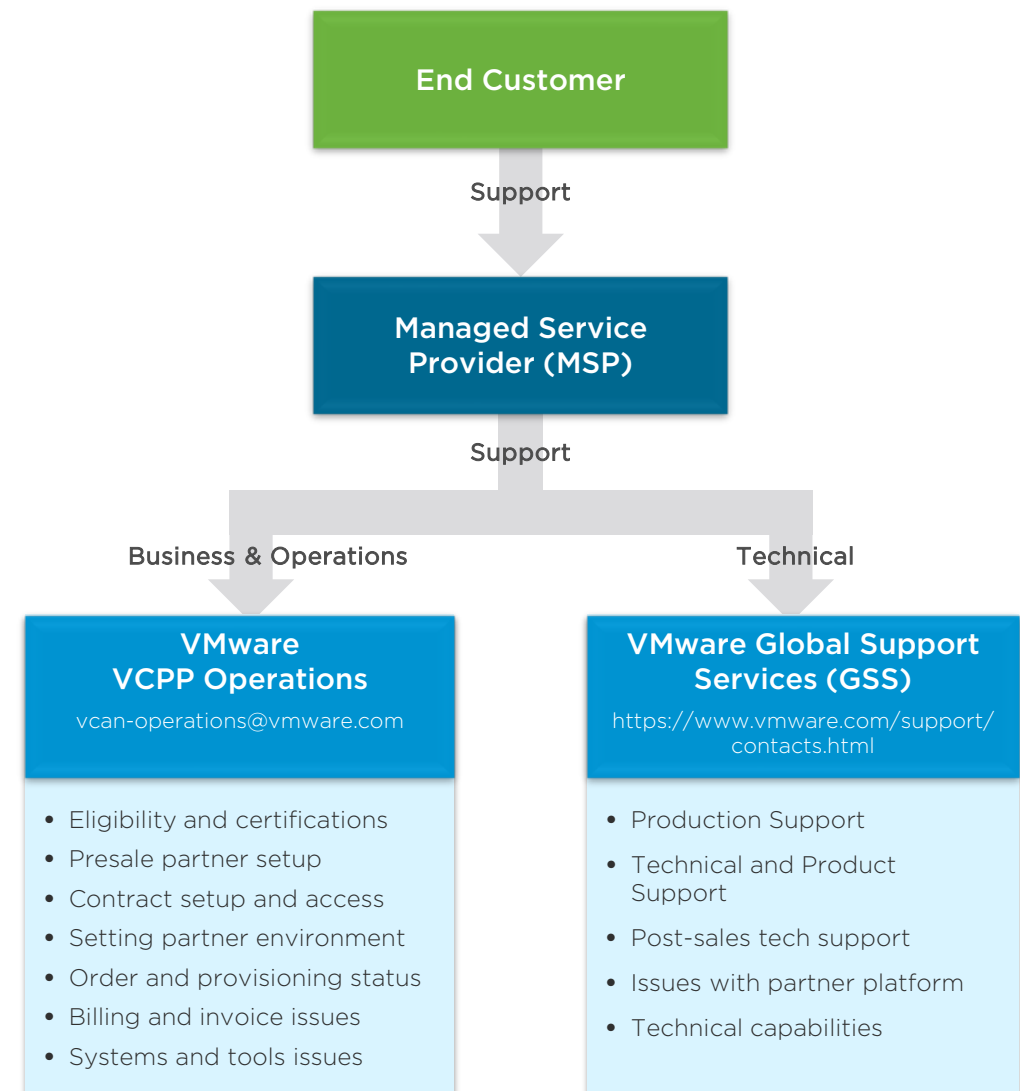 End Customer
Support
Managed Service
Provider (MSP)
Support
Business & Operations
Technical
VMware
VCPP Operations
vcan-operations@vmware.com
• Eligibility and certifications
• Presale partner setup
• Contract setup and access
• Setting partner environment
• Order and provisioning status
• Billing and invoice issues
• Systems and tools issues
VMware Global Support
Services (GSS)
https://www.vmware.com/support/
contacts.html
• Production Support
• Technical and Product
Support
• Post-sales tech support
• Issues with partner platform
• Technical capabilities